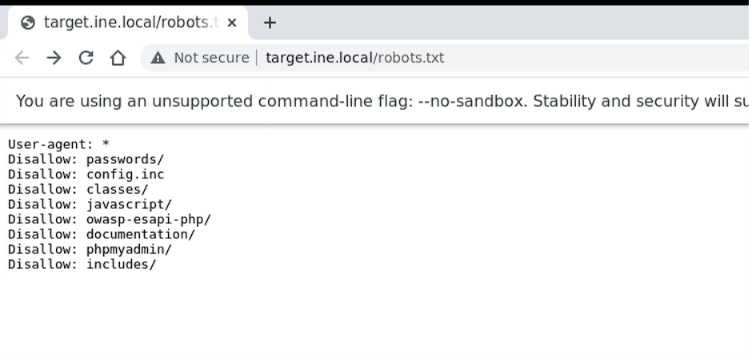 target.ine.local/robots.t
Not secure target.ine.local/robots.txt
You are using an unsupported command-line flag: --no-sandbox. Stability and security will su
User-agent: *
Disallow: passwords/
Disallow: config.inc
Disallow: classes/
Disallow: javascript/
Disallow: owasp-esapi-php/
Disallow: documentation/
Disallow: phpmyadmin/
Disallow: includes/